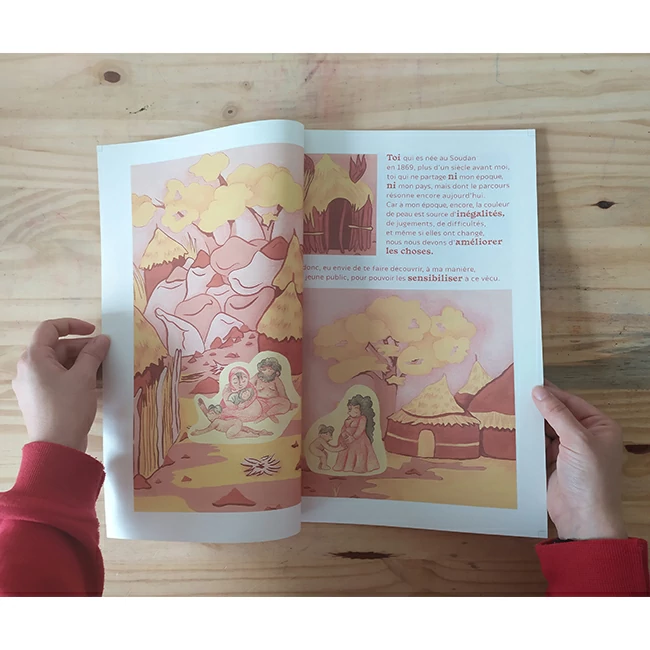 Toi qui es née au Soudan
en 1869, plus d'un siècle avant moi,
toi qui ne partage ni mon époque,
ni mon pays, mais dont le parcours
résonne encore aujourd'hui.
Car a mon époque, encore, la couleur
de peau est source d'inégalités,
de jugements, de difficultés,
et même si elles ont changé,
nous nous devons d'améliorer
les choses.
donc, eu envie de te faire découvrir, à ma manière,
jeune public, pour pouvoir les sensibiliser à ce vécu.